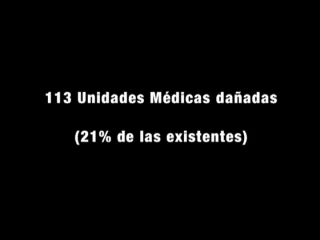 113 Unidades Médicas dañadas
(21% de las existentes)